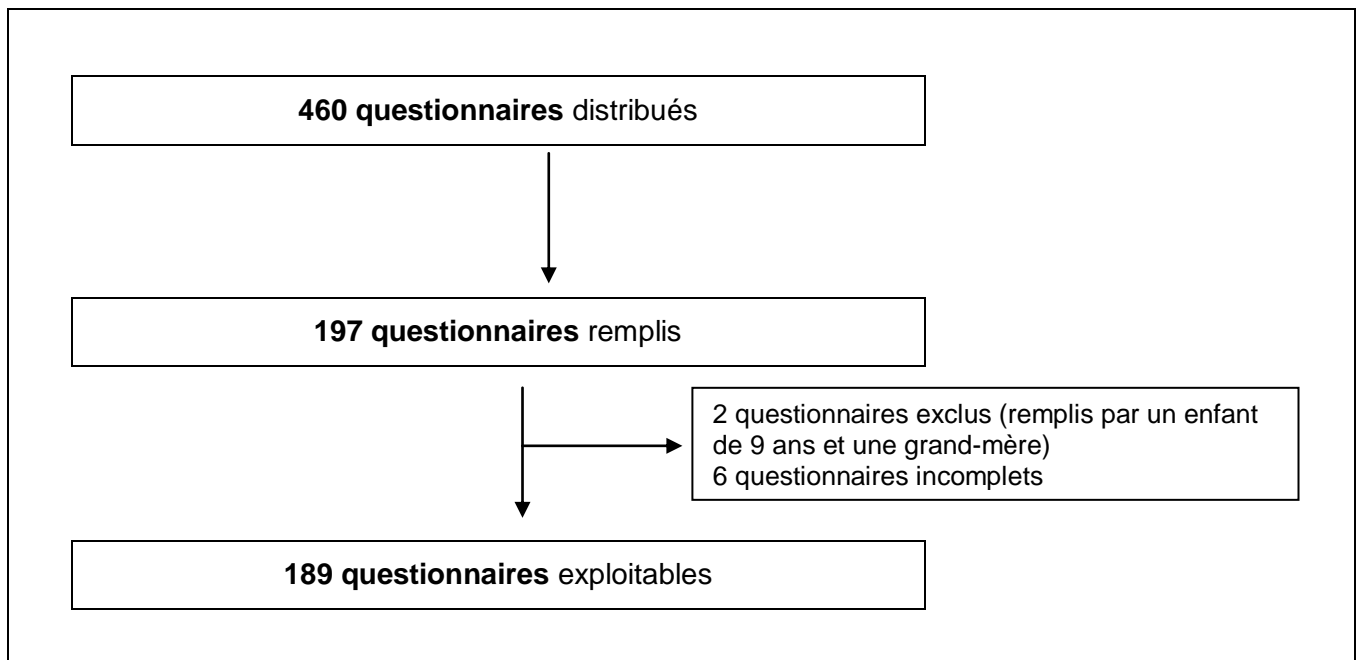 460 questionnaires distribués
197 questionnaires remplis
2 questionnaires exclus (remplis par un enfant
de 9 ans et une grand-mère)
6 questionnaires incomplets
189 questionnaires exploitables